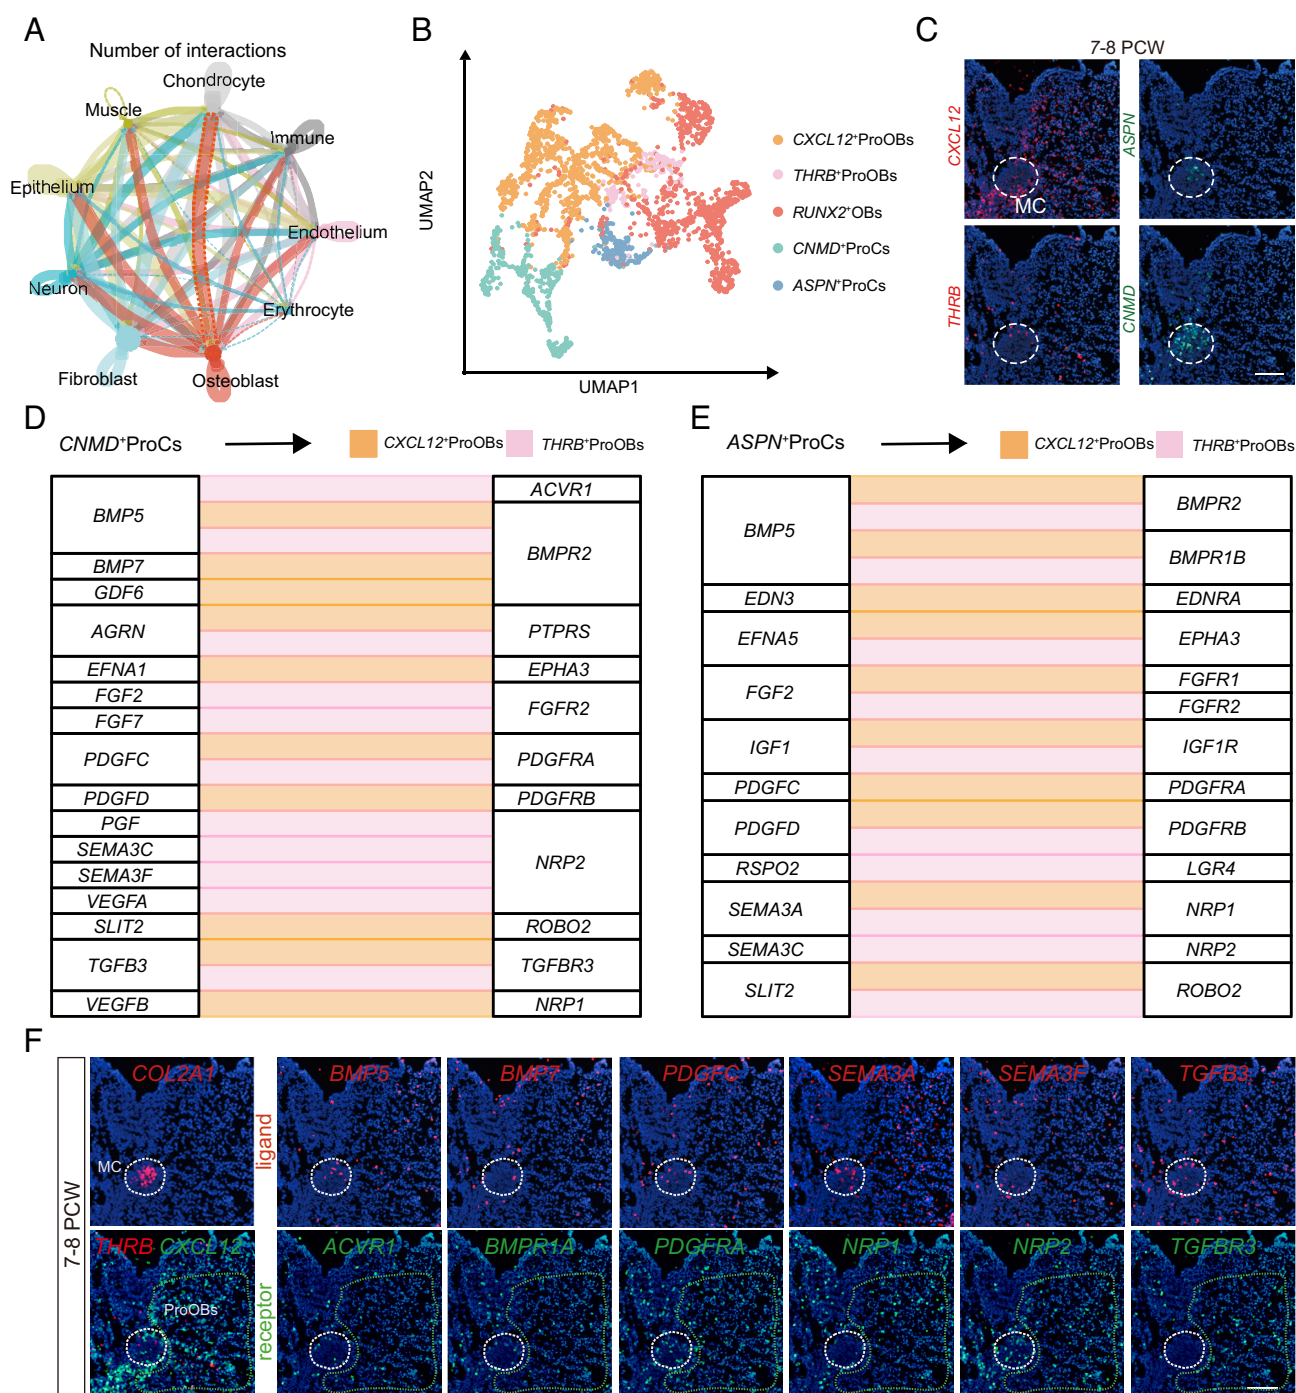 A
Number of interactions
Chondrocyte
Muscle
Immune
Epithelium
Endothelium
Neuron
Erythrocyte
Fibroblast
Osteoblast
B
UMAP2
UMAP1
CXCL12⁺ProOBs
THRB⁺ProOBs
RUNX2⁺OBs
CNMD⁺ProCs
ASPN⁺ProCs
C
7-8 PCW
CXCL12
MC
ASPN
THRB
CNMD
D
CNMD⁺ProCs
CXCL12⁺ProOBs
THRB⁺ProOBs
BMP5
BMP7
GDF6
AGRN
EFNA1
FGF2
FGF7
PDGFC
PDGFD
PGF
SEMA3C
SEMA3F
VEGFA
SLIT2
TGFB3
VEGFB
ACVR1
BMPR2
PTPRS
EPHA3
FGFR2
PDGFRA
PDGFRB
NRP2
ROBO2
TGFBR3
NRP1
E
ASPN⁺ProCs
CXCL12⁺ProOBs
THRB⁺ProOBs
BMP5
EDN3
EFNA5
FGF2
IGF1
PDGFC
PDGFD
RSPO2
SEMA3A
SEMA3C
SLIT2
BMPR2
BMPR1B
EDNRA
EPHA3
FGFR1
FGFR2
IGF1R
PDGFRA
PDGFRB
LGR4
NRP1
NRP2
ROBO2
F
7-8 PCW
COL2A1
MC
ligand
BMP5
BMP7
PDGFC
SEMA3A
SEMA3F
TGFB3
THRB CXCL12
ProOBs
receptor
ACVR1
BMPR1A
PDGFRA
NRP1
NRP2
TGFBR3